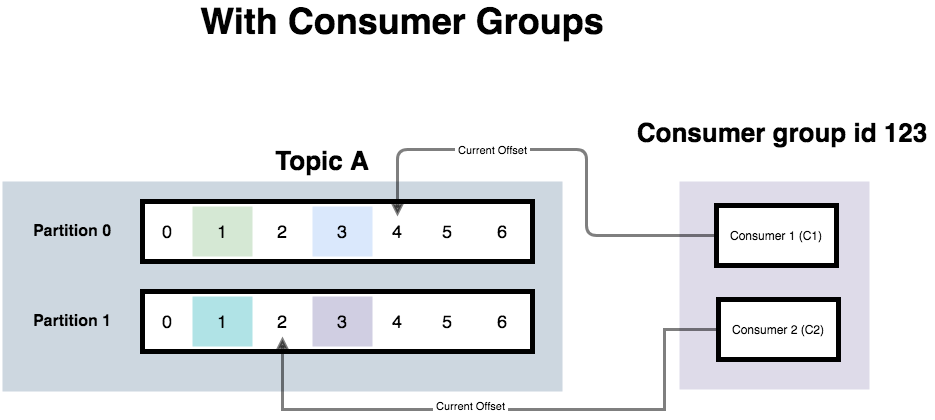 With Consumer Groups
Consumer group id 123
Current Offset
Topic A
Partition 0
0 1 2 3 4 5 6
Consumer 1 (C1)
Partition 1
0 1 2 3 4 5 6
Consumer 2 (C2)
Current Offset